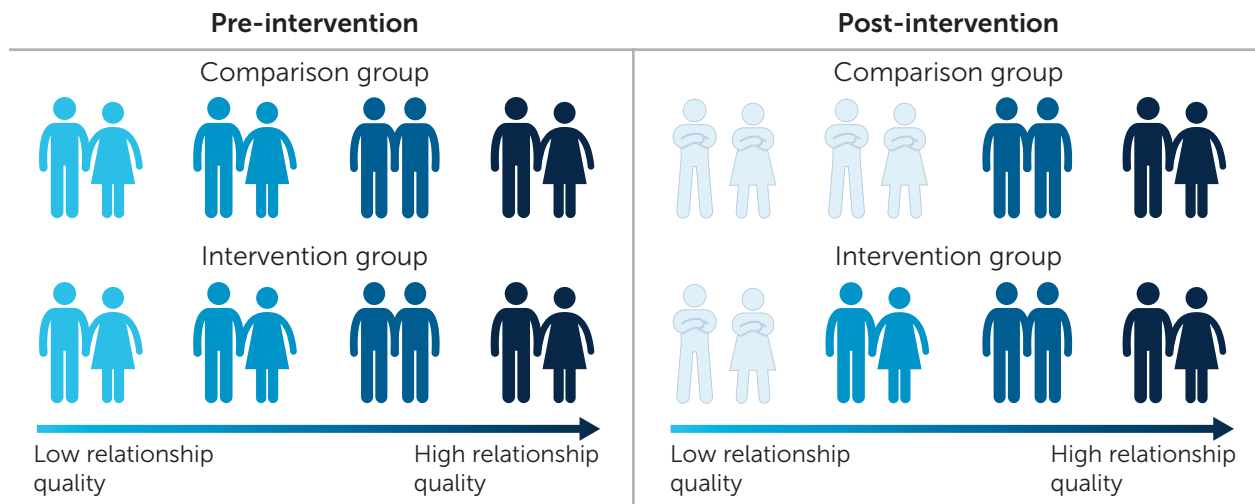 Pre-intervention
Post-intervention
Comparison group
Comparison group
Intervention group
Intervention group
Low relationship
quality
High relationship
quality
Low relationship
quality
High relationship
quality